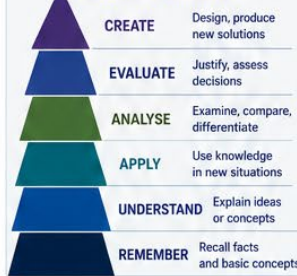 CREATE
Design, produce
new solutions
EVALUATE
Justify, assess
decisions
ANALYSE
Examine, compare,
differentiate
APPLY
Use knowledge
in new situations
UNDERSTAND
Explain ideas
or concepts
REMEMBER
Recall facts
and basic concepts